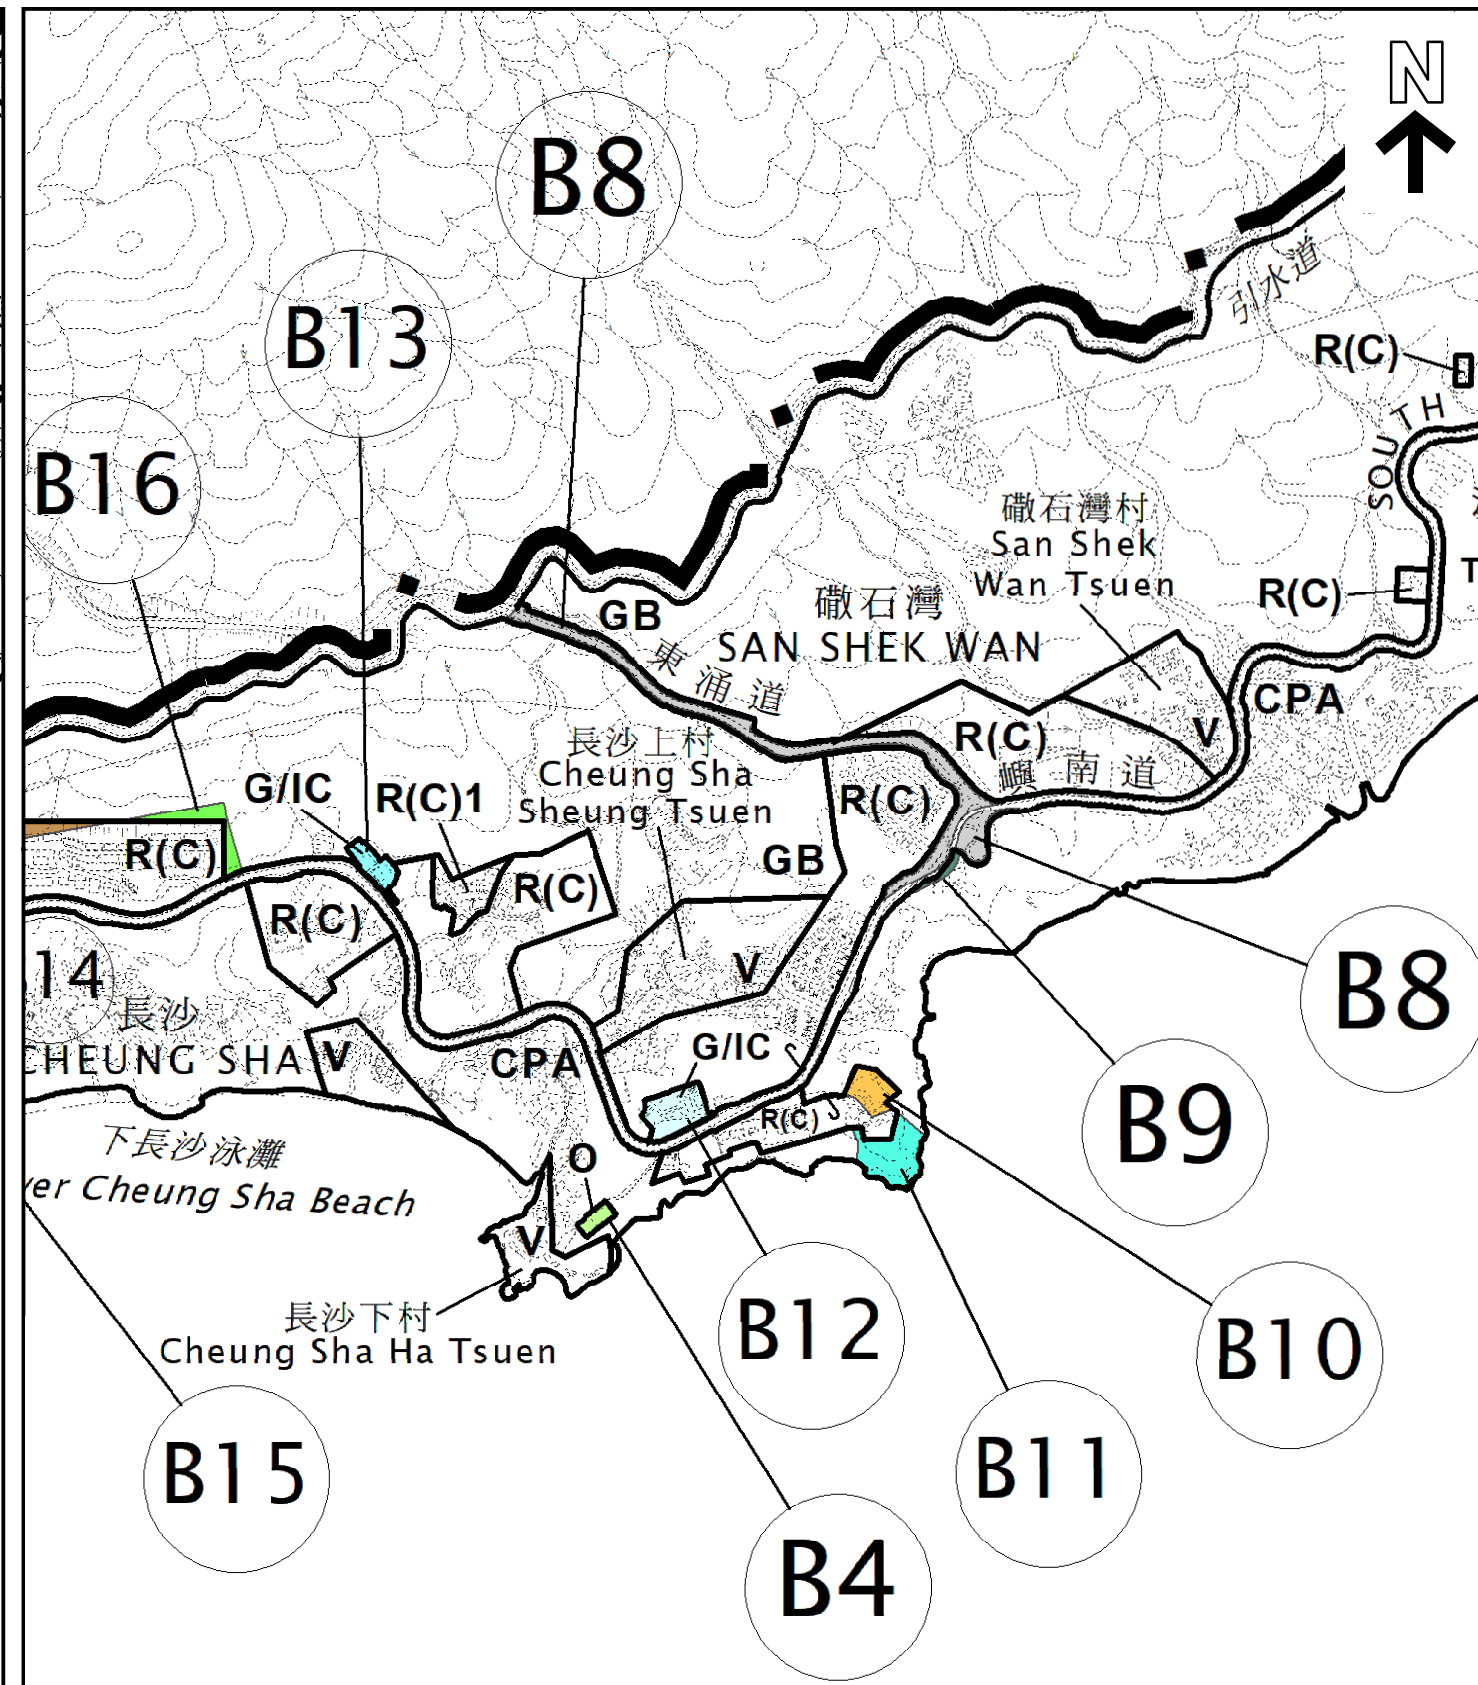 N
B8
B13
引水道
R(C)
SOUTH
B16
礮石灣村
San Shek
Wan Tsuen
R(C)
T
GB
礮石灣
SAN SHEK WAN
東涌道
CPA
R(C)
V
長沙上村
Cheung Sha
Sheung Tsuen
嶼南道
G/IC
R(C)1
R(C)
R(C)
GB
R(C)
R(C)
V
B8
14
長沙
CHEUNG SHA
V
CPA
G/IC
R(C)
B9
下長沙泳灘
er Cheung Sha Beach
O
V
長沙下村
Cheung Sha Ha Tsuen
B12
B10
B15
B11
B4